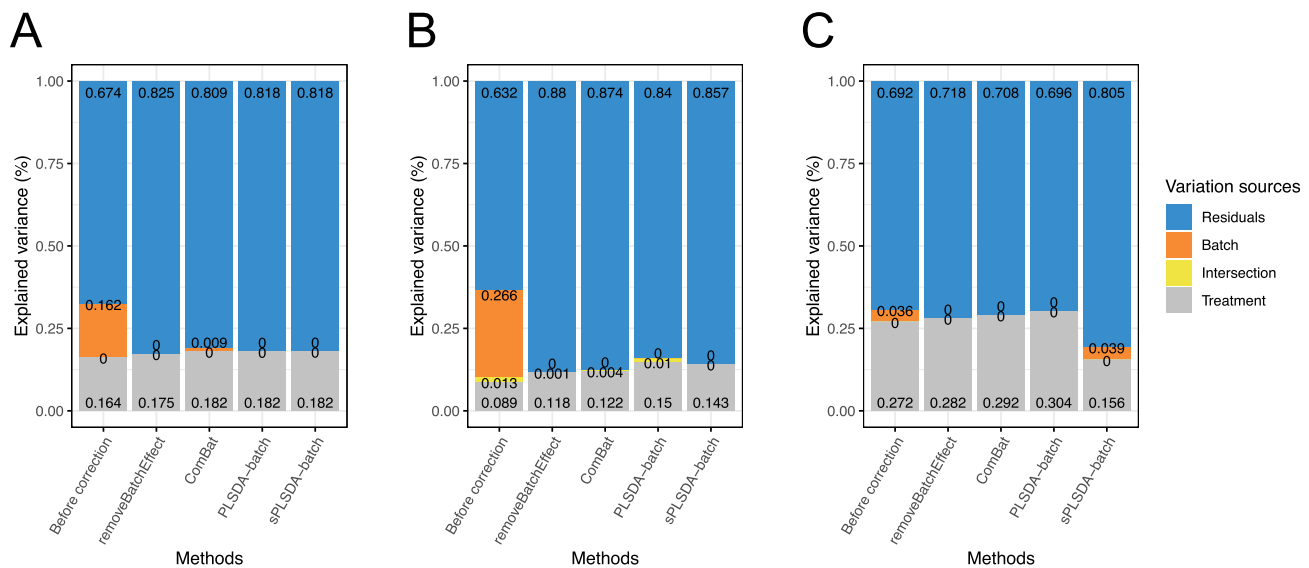 A
B
C
Explained variance (%)
1.00
0.75
0.50
0.25
0.00
0.674
0.825
0.809
0.818
0.818
0.162
0
0.009
0
0
0
0
0
0
0
0.164
0.175
0.182
0.182
0.182
Before correction
removeBatchEffect
ComBat
PLSDA-batch
sPLSDA-batch
Methods
Explained variance (%)
1.00
0.75
0.50
0.25
0.00
0.632
0.88
0.874
0.84
0.857
0.266
0
0
0
0
0.013
0.001
0.004
0.01
0
0.089
0.118
0.122
0.15
0.143
Before correction
removeBatchEffect
ComBat
PLSDA-batch
sPLSDA-batch
Methods
Explained variance (%)
1.00
0.75
0.50
0.25
0.00
0.692
0.718
0.708
0.696
0.805
0.036
0
0
0
0.039
0
0
0
0
0
0.272
0.282
0.292
0.304
0.156
Before correction
removeBatchEffect
ComBat
PLSDA-batch
sPLSDA-batch
Methods
Variation sources
Residuals
Batch
Intersection
Treatment